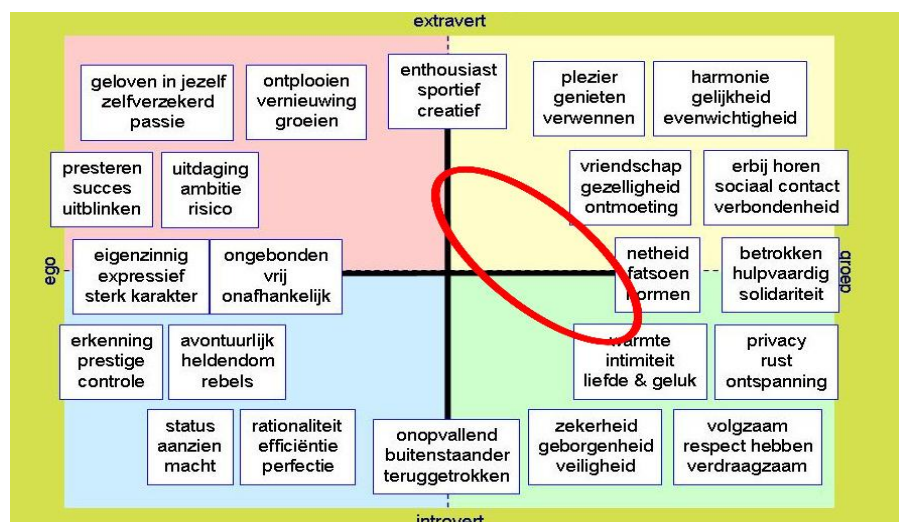 extravert
geloven in jezelf
zelfverzekerd
passie
ontplooien
vernieuwing
groeien
enthousiast
sportief
creatief
plezier
genieten
verwennen
harmonie
gelijkheid
evenwichtigheid
presteren
succes
uitblinken
uitdaging
ambitie
risico
vriendschap
gezelligheid
ontmoeting
erbij horen
sociaal contact
verbondenheid
ego
eigenzinnig
expressief
sterk karakter
ongebonden
vrij
onafhankelijk
netheid
fatsoen
normen
betrokken
hulpvaardig
solidariteit
groep
erkenning
prestige
controle
avontuurlijk
heldendom
rebels
warmte
intimiteit
liefde & geluk
privacy
rust
ontspanning
status
aanzien
macht
rationaliteit
efficiëntie
perfectie
onopvallend
buitenstaander
teruggetrokken
zekerheid
geborgenheid
veiligheid
volgzaam
respect hebben
verdraagzaam
introvert